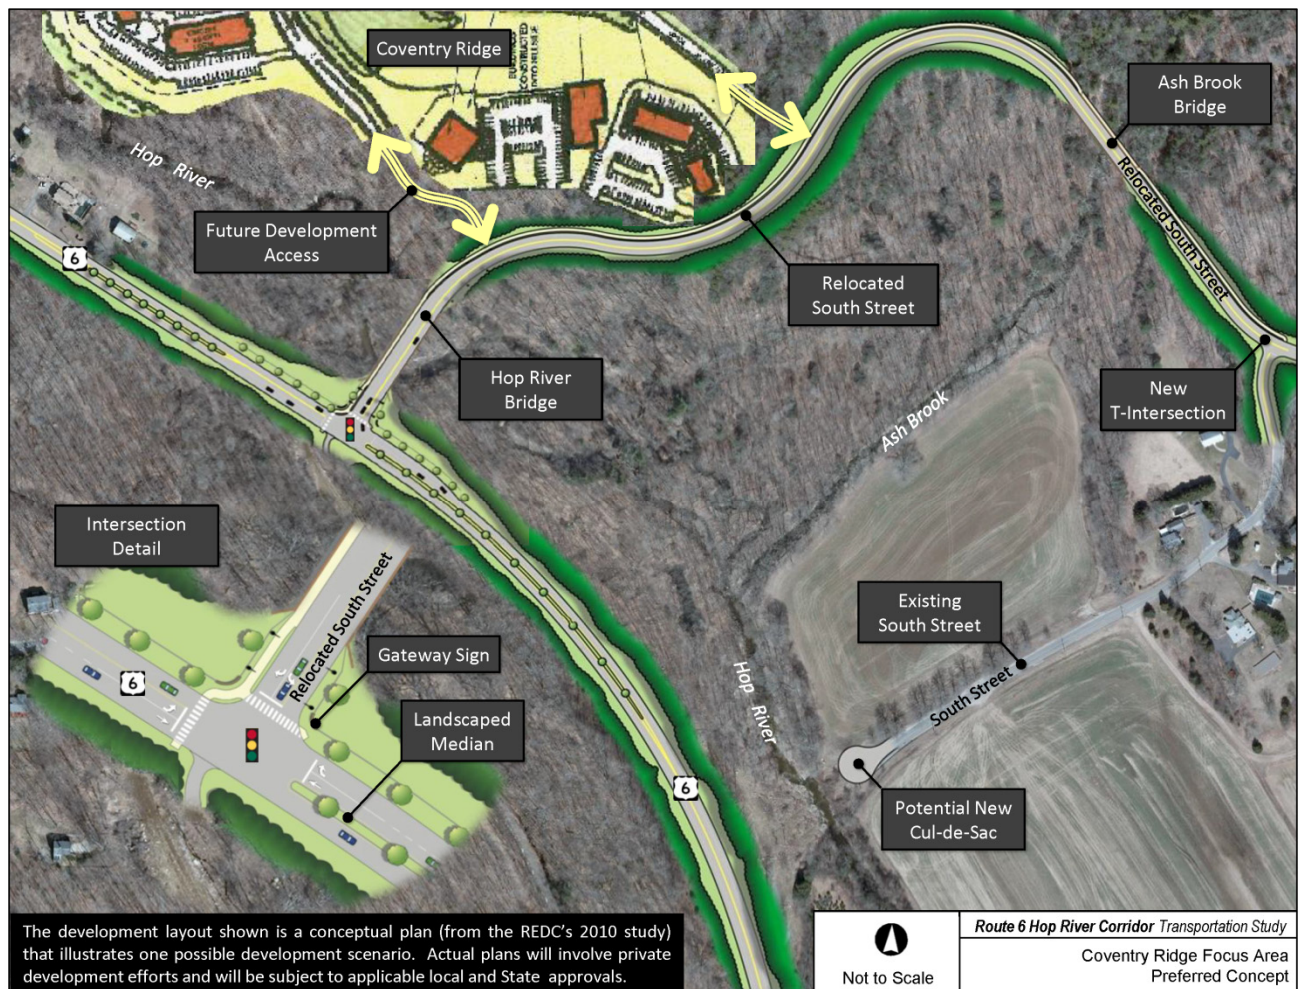 Coventry Ridge
CONSTRUCTED
Ash Brook
Bridge
Hop River
Relocated South Street
Future Development
Access
6
Relocated
South Street
Hop River
Bridge
New
T-Intersection
Ash Brook
Intersection
Detail
Relocated South Street
Existing
South Street
Gateway Sign
6
Hop River
South Street
Landscaped
Median
6
Potential New
Cul-de-Sac
The development layout shown is a conceptual plan (from the REDC’s 2010 study)
that illustrates one possible development scenario. Actual plans will involve private
development efforts and will be subject to applicable local and State approvals.
Not to Scale
Route 6 Hop River Corridor Transportation Study
Coventry Ridge Focus Area
Preferred Concept